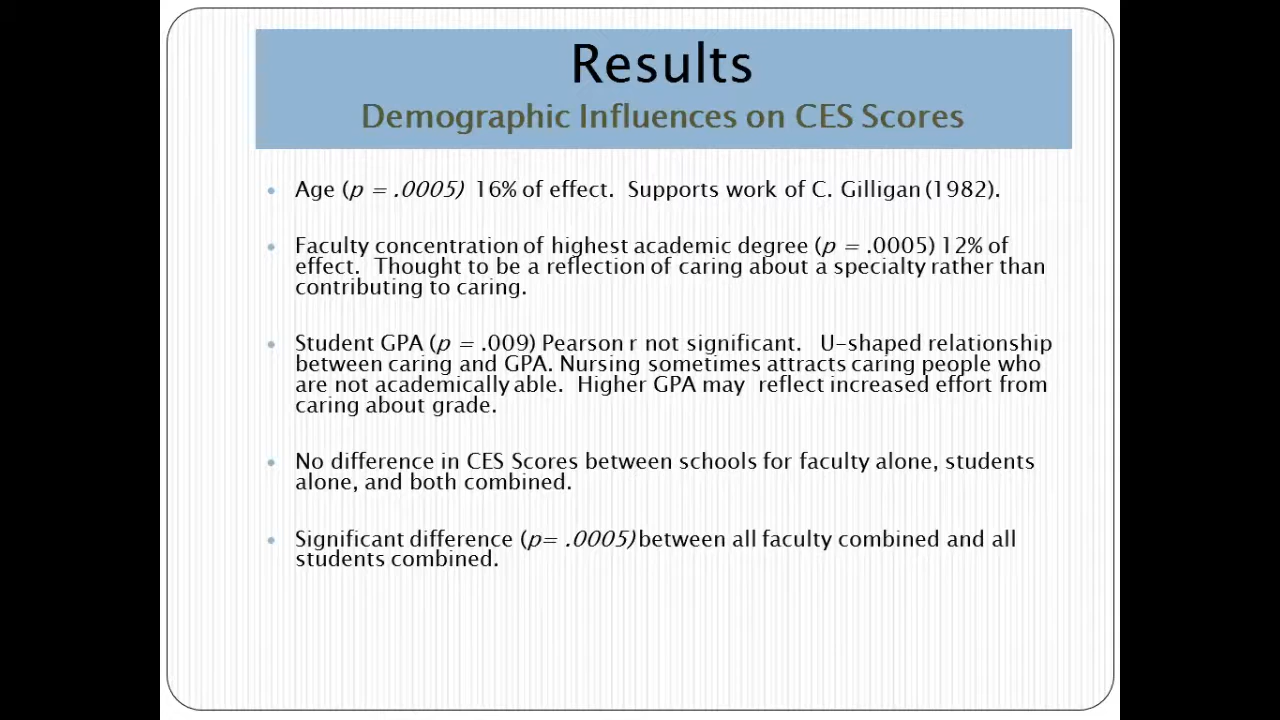 Results
Demographic Influences on CES Scores
• Age (p = .0005) 16% of effect. Supports work of C. Gilligan (1982).
• Faculty concentration of highest academic degree (p = .0005) 12% of
effect. Thought to be a reflection of caring about a specialty rather than
contributing to caring.
• Student GPA (p = .009) Pearson r not significant. U-shaped relationship
between caring and GPA. Nursing sometimes attracts caring people who
are not academically able. Higher GPA may reflect increased effort from
caring about grade.
• No difference in CES Scores between schools for faculty alone, students
alone, and both combined.
• Significant difference (p= .0005) between all faculty combined and all
students combined.